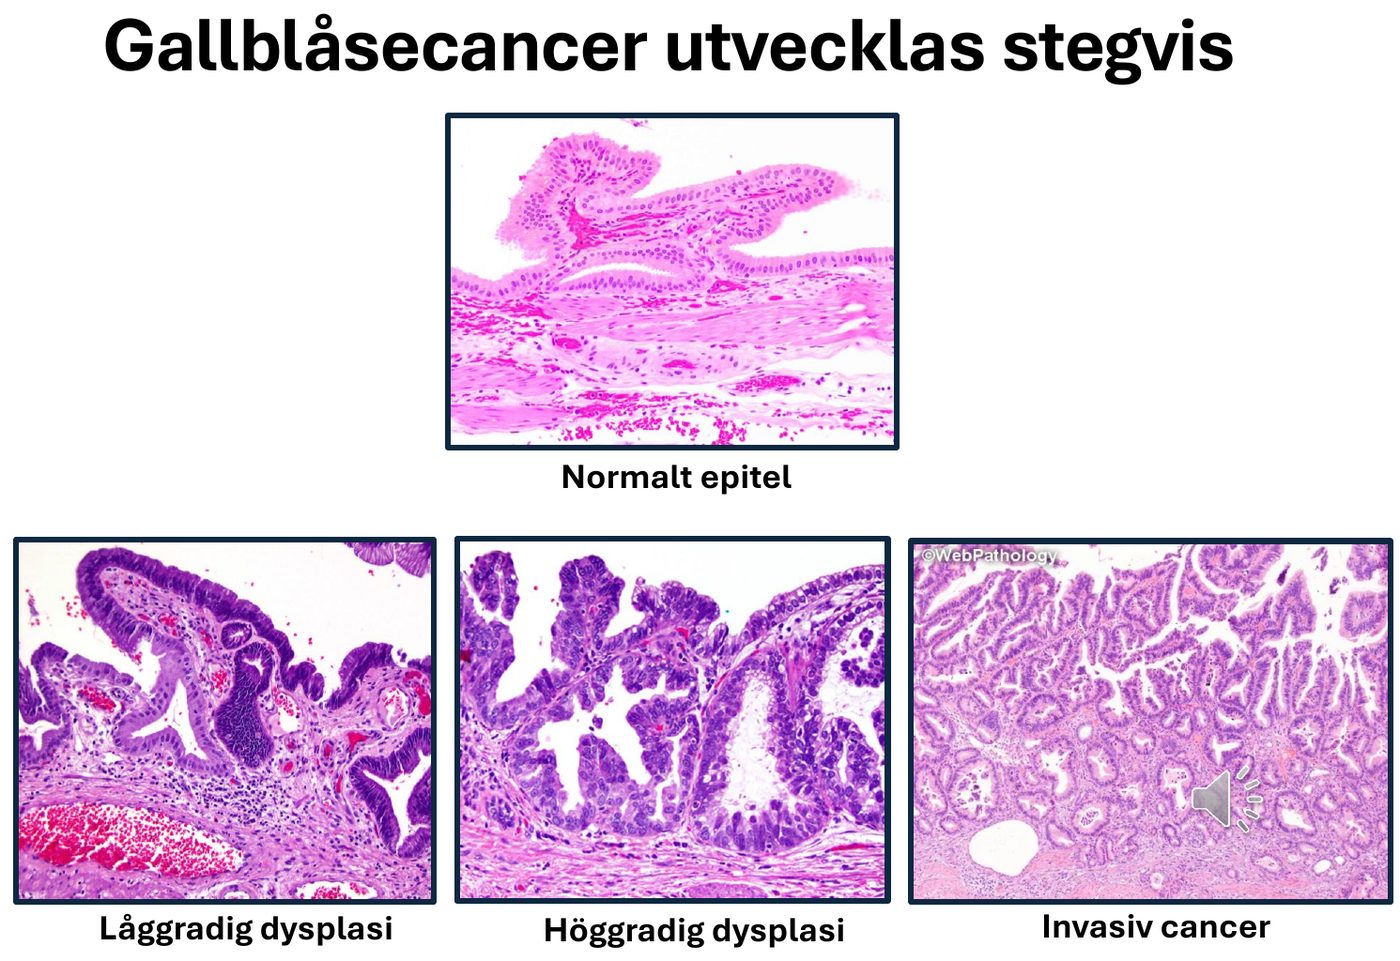 Gallblåsecancer utvecklas stegvis
Normalt epitel
©WebPathology
Låggradig dysplasi
Höggradig dysplasi
Invasiv cancer